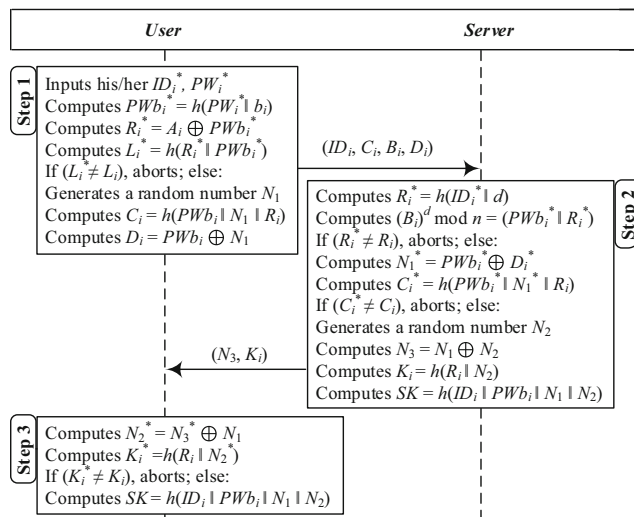 User Server
Step 1
Inputs his/her IDᵢ*, PWᵢ*
Computes PWbᵢ* = h(PWᵢ* ‖ bᵢ)
Computes Rᵢ* = Aᵢ ⊕ PWbᵢ*
Computes Lᵢ* = h(Rᵢ* ‖ PWbᵢ*)
If (Lᵢ* ≠ Lᵢ), aborts; else:
Generates a random number N₁
Computes Cᵢ = h(PWbᵢ ‖ N₁ ‖ Rᵢ)
Computes Dᵢ = PWbᵢ ⊕ N₁
(IDᵢ, Cᵢ, Bᵢ, Dᵢ)
Step 2
Computes Rᵢ* = h(IDᵢ* ‖ d)
Computes (Bᵢ)ᵈ mod n = (PWbᵢ* ‖ Rᵢ*)
If (Rᵢ* ≠ Rᵢ), aborts; else:
Computes N₁* = PWbᵢ* ⊕ Dᵢ*
Computes Cᵢ* = h(PWbᵢ* ‖ N₁* ‖ Rᵢ)
If (Cᵢ* ≠ Cᵢ), aborts; else:
Generates a random number N₂
Computes N₃ = N₁ ⊕ N₂
Computes Kᵢ = h(Rᵢ ‖ N₂)
Computes SK = h(IDᵢ ‖ PWbᵢ ‖ N₁ ‖ N₂)
(N₃, Kᵢ)
Step 3
Computes N₂* = N₃* ⊕ N₁
Computes Kᵢ* =h(Rᵢ ‖ N₂*)
If (Kᵢ* ≠ Kᵢ), aborts; else:
Computes SK = h(IDᵢ ‖ PWbᵢ ‖ N₁ ‖ N₂)